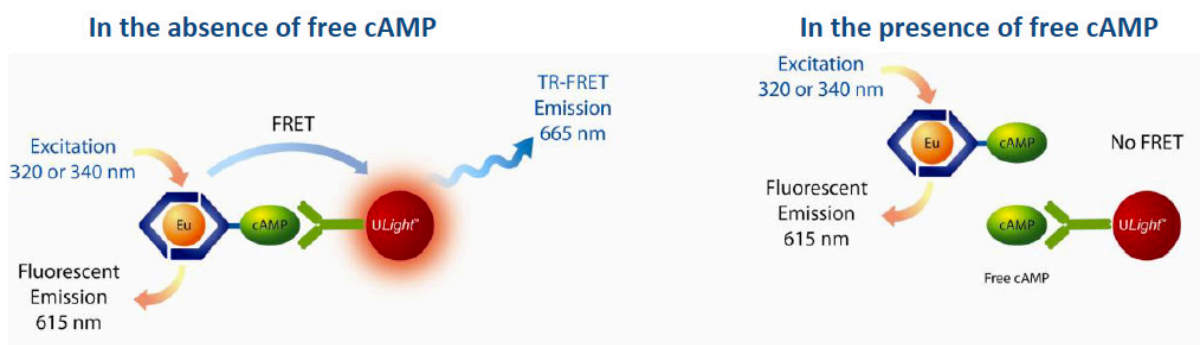 In the absence of free cAMP
Excitation
320 or 340 nm
FRET
TR-FRET
Emission
665 nm
Eu
cAMP
ULight™
Fluorescent
Emission
615 nm
In the presence of free cAMP
Excitation
320 or 340 nm
Eu
cAMP
No FRET
Fluorescent
Emission
615 nm
cAMP
ULight™
Free cAMP